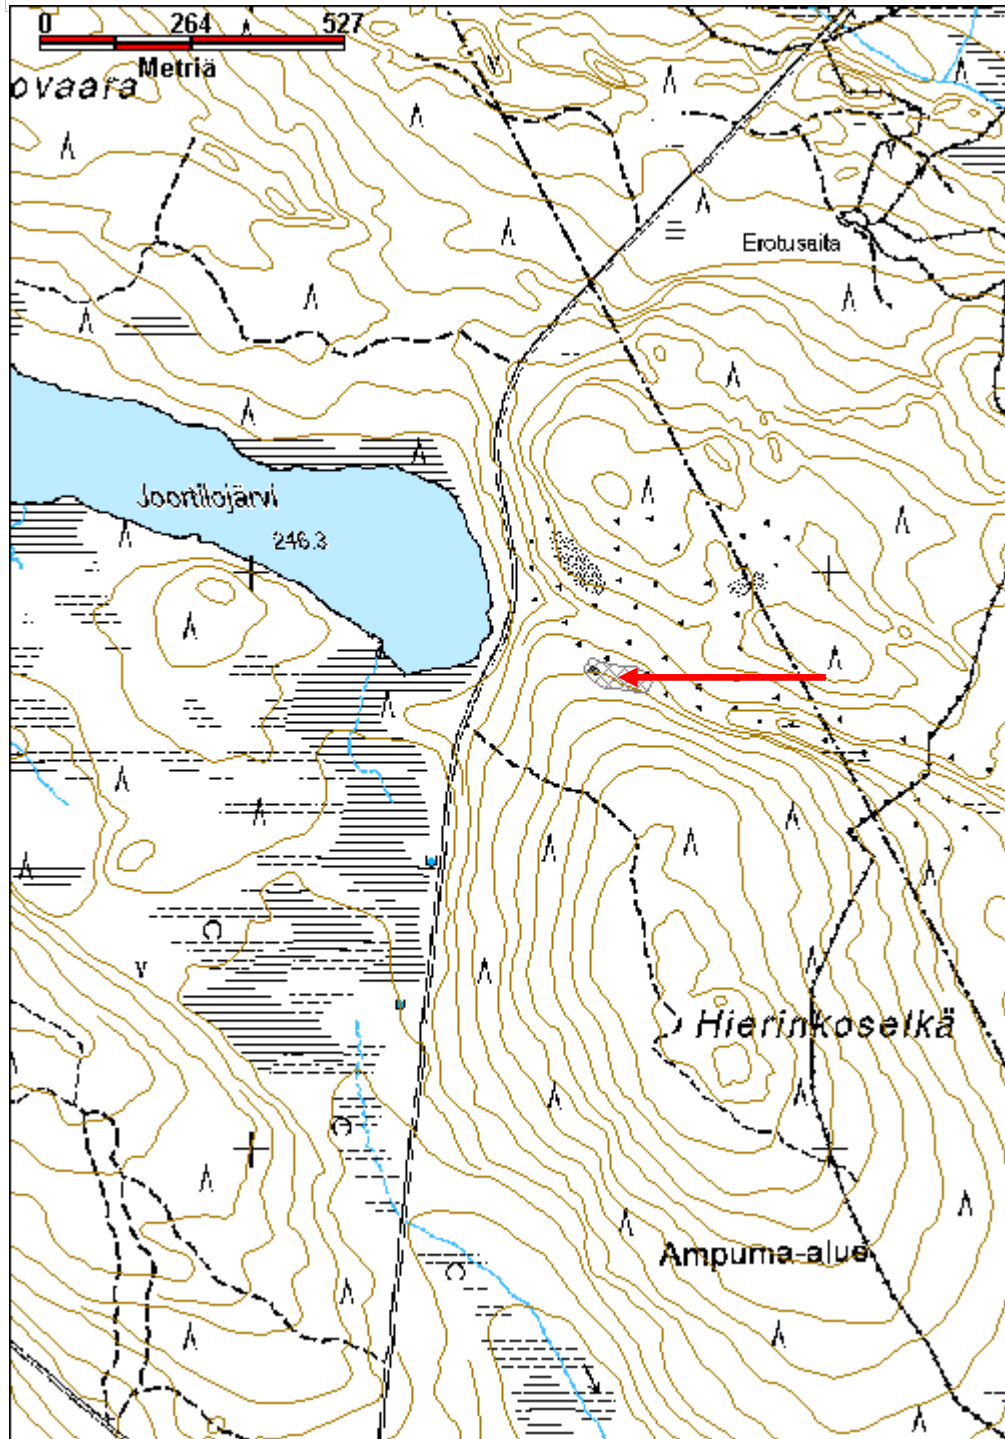 0 264 527
Metriä
ovaara
Erotusaita
Joortilojärvi
246.3
v
Hierinkoselkä
Ampuma-alue